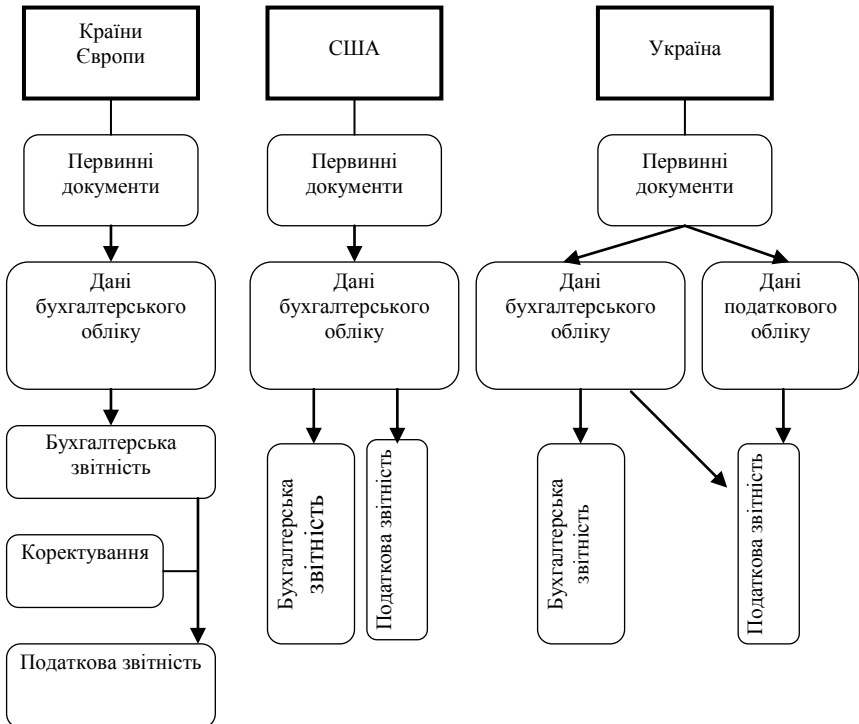 Країни
Європи
США
Україна
Первинні
документи
Первинні
документи
Первинні
документи
Дані
бухгалтерського
обліку
Дані
бухгалтерського
обліку
Дані
бухгалтерського
обліку
Дані
податкового
обліку
Бухгалтерська
звітність
Коректування
Податкова звітність
Бухгалтерська
звітність
Податкова звітність
Бухгалтерська
звітність
Податкова звітність